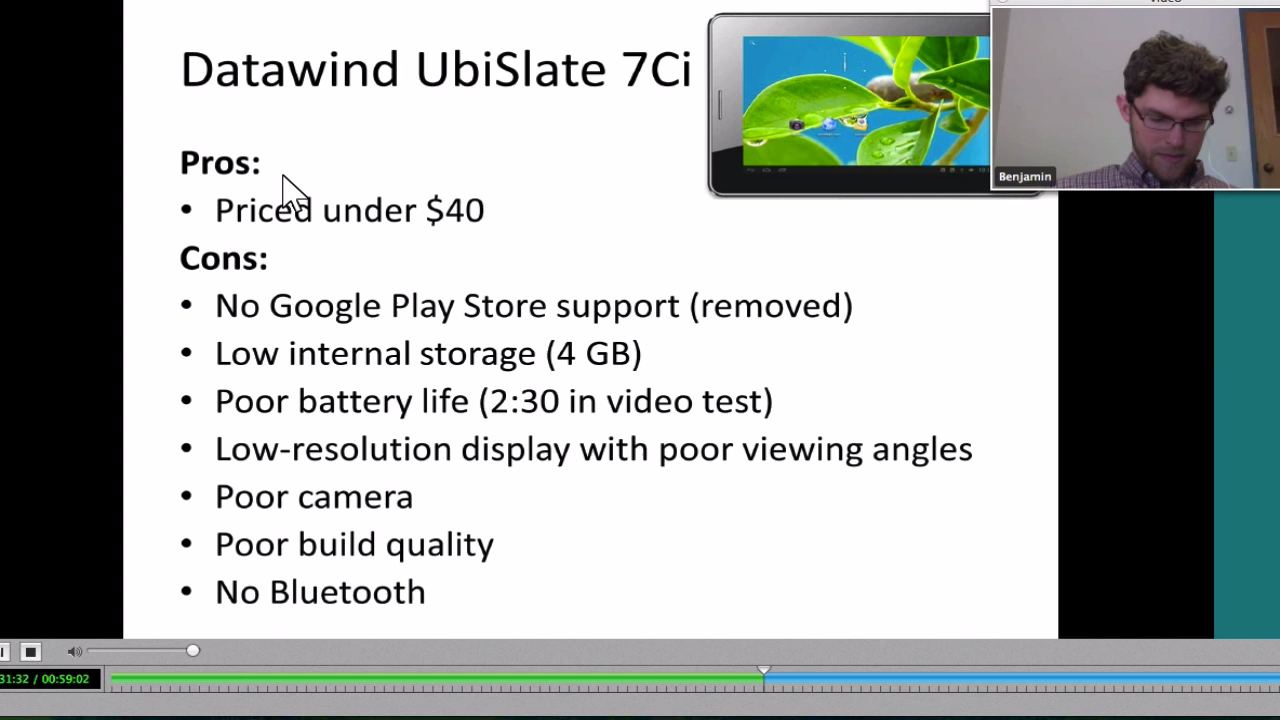 Datawind UbiSlate 7Ci
Benjamin
Pros:
• Priced under $40
Cons:
• No Google Play Store support (removed)
• Low internal storage (4 GB)
• Poor battery life (2:30 in video test)
• Low-resolution display with poor viewing angles
• Poor camera
• Poor build quality
• No Bluetooth
31:32 / 00:59:02